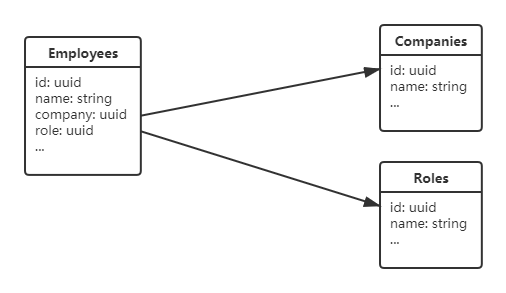 Employees
id: uuid
name: string
company: uuid
role: uuid
...
Companies
id: uuid
name: string
...
Roles
id: uuid
name: string
...